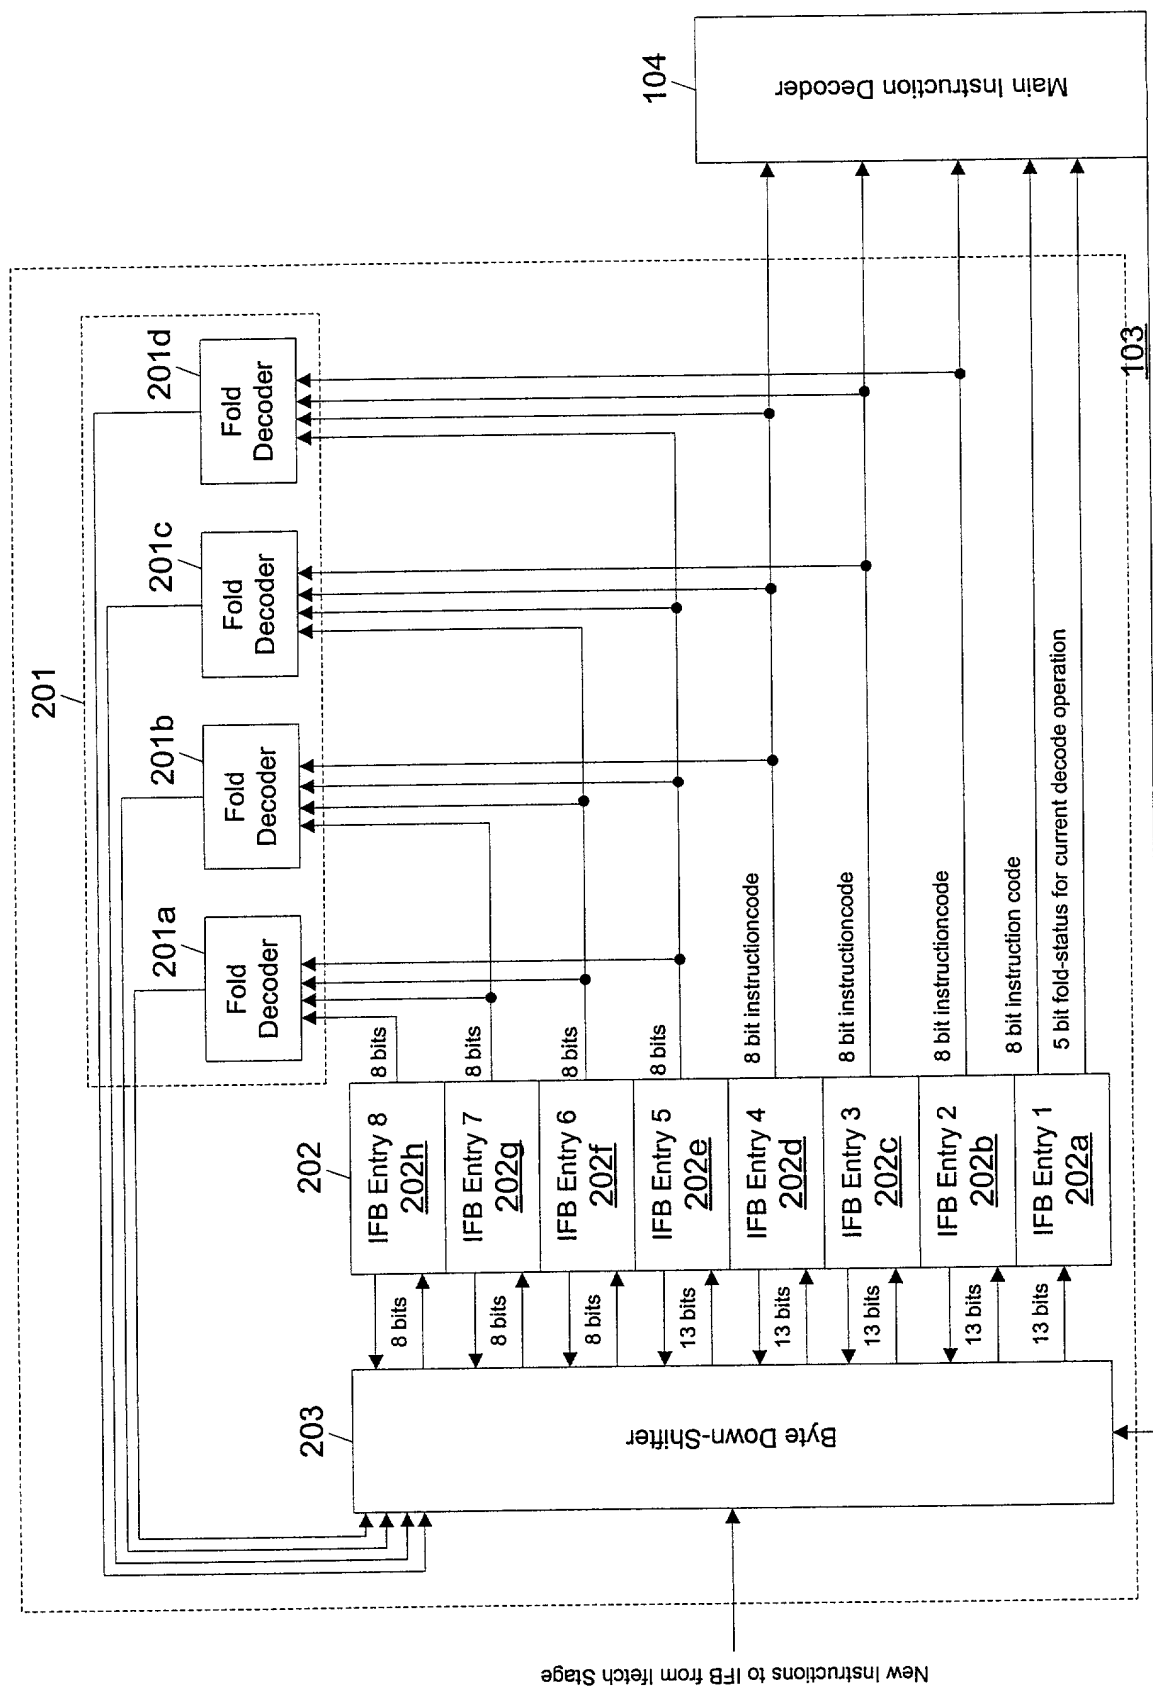 201
201a
Fold
Decoder
201b
Fold
Decoder
201c
Fold
Decoder
201d
Fold
Decoder
104
Main Instruction Decoder
103
202
IFB Entry 8
202h
IFB Entry 7
202g
IFB Entry 6
202f
IFB Entry 5
202e
IFB Entry 4
202d
IFB Entry 3
202c
IFB Entry 2
202b
IFB Entry 1
202a
8 bits
8 bits
8 bits
8 bits
8 bit instructioncode
8 bit instructioncode
8 bit instructioncode
8 bit instruction code
5 bit fold-status for current decode operation
8 bits
8 bits
8 bits
13 bits
13 bits
13 bits
13 bits
13 bits
203
Byte Down-Shifter
New Instructions to IFB from Ifetch Stage